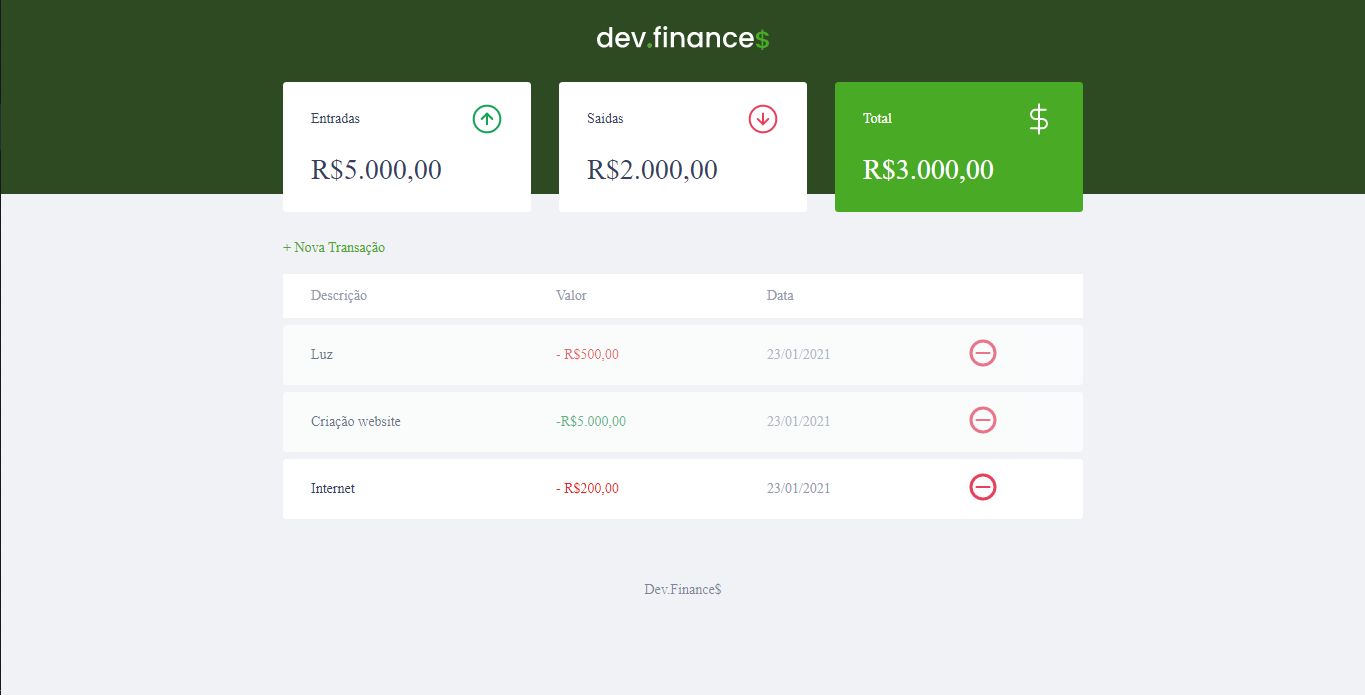 dev.finance$
Entradas
R$5.000,00
Saídas
R$2.000,00
Total
$
R$3.000,00
+ Nova Transação
Descrição Valor Data
Luz - R$500,00 23/01/2021
Criação website -R$5.000,00 23/01/2021
Internet - R$200,00 23/01/2021
Dev.Finance$